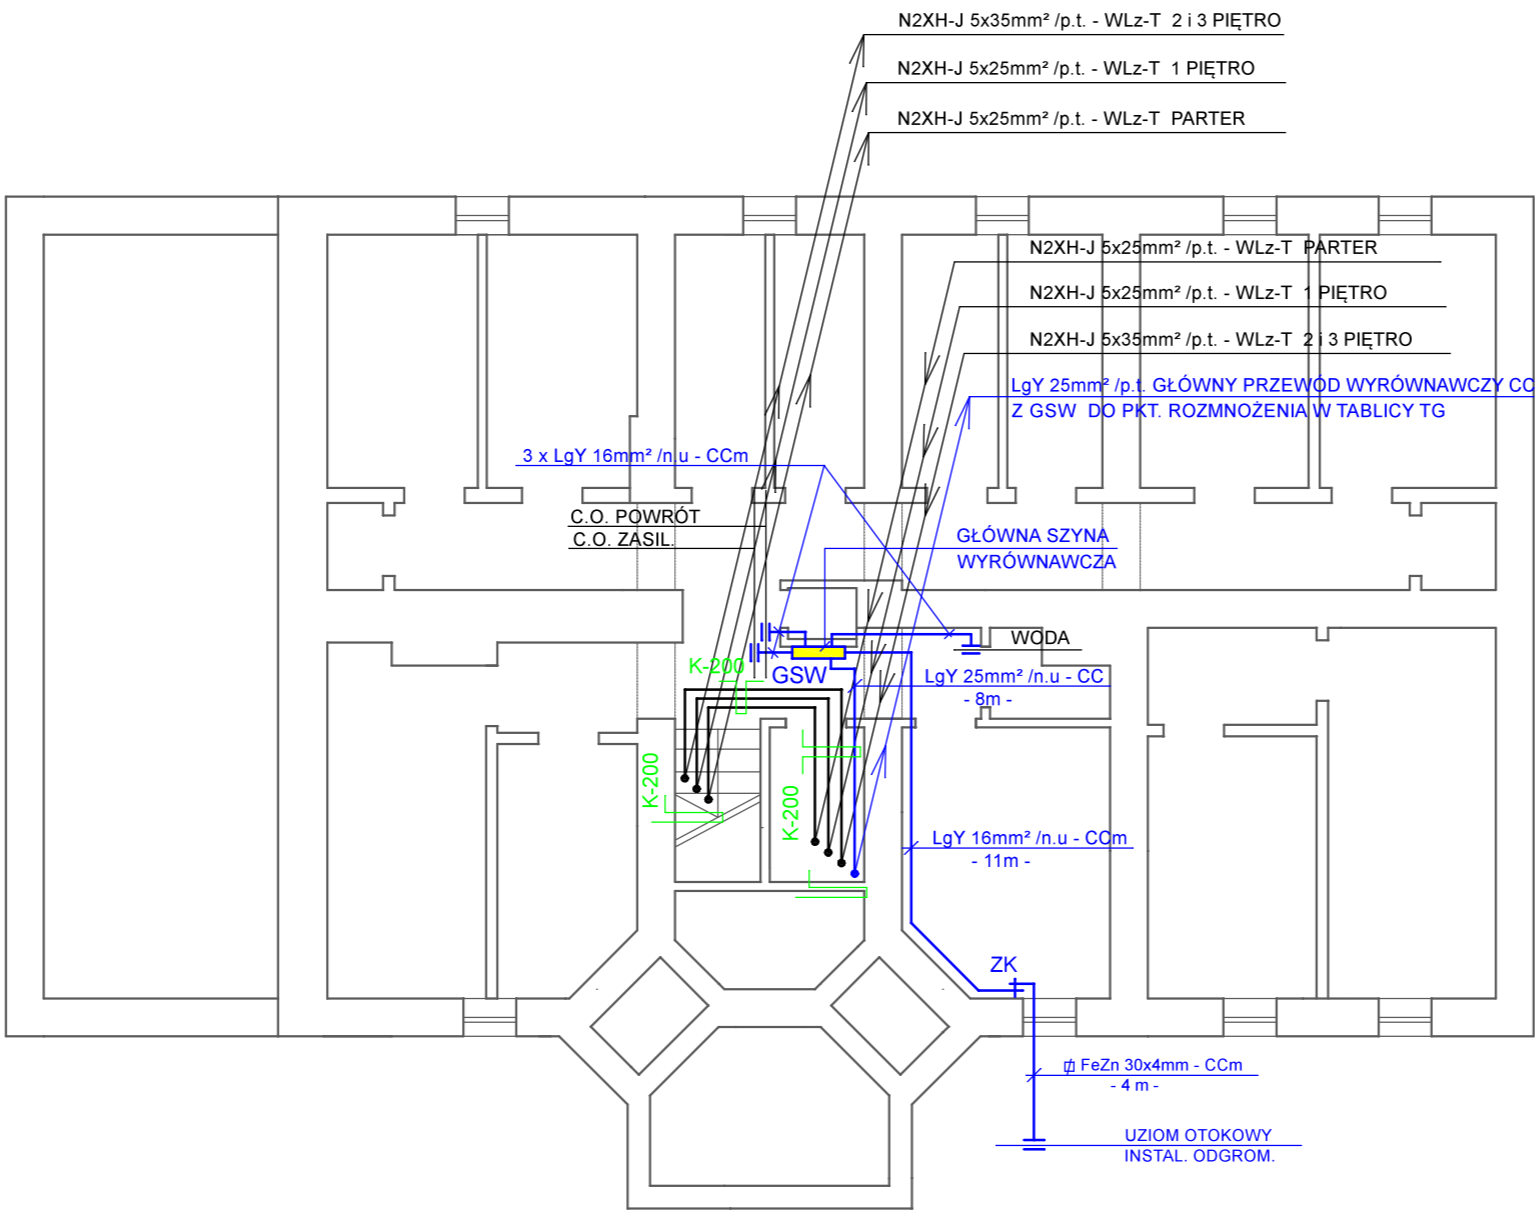 N2XH-J 5x35mm² /p.t. - WLz-T 2 i 3 PIĘTRO
N2XH-J 5x25mm² /p.t. - WLz-T 1 PIĘTRO
N2XH-J 5x25mm² /p.t. - WLz-T PARTER
N2XH-J 5x25mm² /p.t. - WLz-T PARTER
N2XH-J 5x25mm² /p.t. - WLz-T 1 PIĘTRO
N2XH-J 5x35mm² /p.t. - WLz-T 2 i 3 PIĘTRO
LgY 25mm² /p.t. GŁÓWNY PRZEWÓD WYRÓWNAWCZY CC
Z GSW DO PKT. ROZMNOŻENIA W TABLICY TG
3 x LgY 16mm² /n.u - CCm
C.O. POWRÓT
C.O. ZASIL.
GŁÓWNA SZYNA
WYRÓWNAWCZA
WODA
K-200
GSW
LgY 25mm² /n.u - CC
- 8m -
K-200
K-200
LgY 16mm² /n.u - CCm
- 11m -
ZK
FeZn 30x4mm - CCm
- 4 m -
UZIOM OTOKOWY
INSTAL. ODGROM.